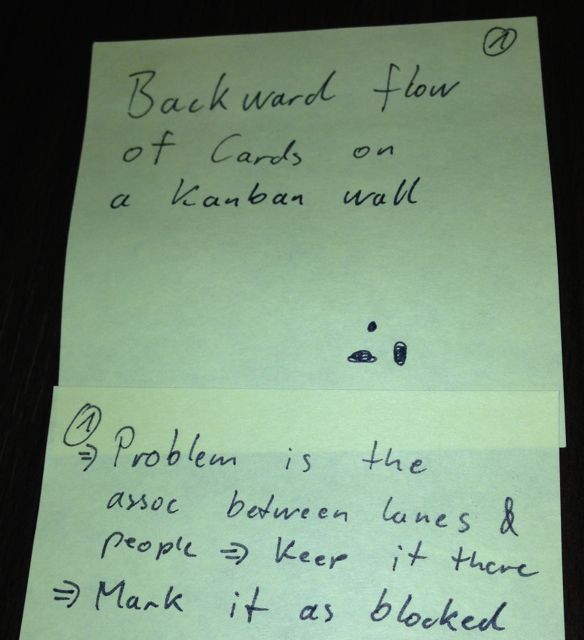 1
Backward flow
of Cards on
a Kanban wall
1
⇒ Problem is the
assoc between lanes &
people ⇒ Keep it there
⇒ Mark it as blocked